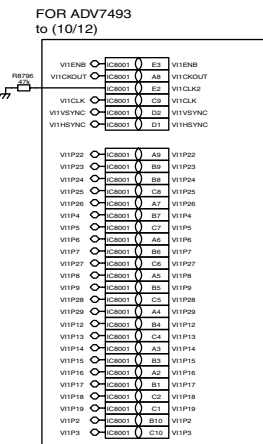 FOR ADV7493
to (10/12)
VI1ENB IC8001 E3 VI1ENB
VI1CKOUT IC8001 A8 VI1CKOUT
R8796
47k
IC8001 E2 VI1CLK2
VI1CLK IC8001 C9 VI1CLK
VI1VSYNC IC8001 D2 VI1VSYNC
VI1HSYNC IC8001 D1 VI1HSYNC
VI1P22 IC8001 A9 VI1P22
VI1P23 IC8001 B9 VI1P23
VI1P24 IC8001 B8 VI1P24
VI1P25 IC8001 C8 VI1P25
VI1P26 IC8001 A7 VI1P26
VI1P4 IC8001 B7 VI1P4
VI1P5 IC8001 C7 VI1P5
VI1P6 IC8001 A6 VI1P6
VI1P7 IC8001 B6 VI1P7
VI1P27 IC8001 C6 VI1P27
VI1P8 IC8001 A5 VI1P8
VI1P9 IC8001 B5 VI1P9
VI1P28 IC8001 C5 VI1P28
VI1P29 IC8001 A4 VI1P29
VI1P12 IC8001 B4 VI1P12
VI1P13 IC8001 C4 VI1P13
VI1P14 IC8001 A3 VI1P14
VI1P15 IC8001 B3 VI1P15
VI1P16 IC8001 A2 VI1P16
VI1P17 IC8001 B1 VI1P17
VI1P18 IC8001 C2 VI1P18
VI1P19 IC8001 C1 VI1P19
VI1P2 IC8001 B10 VI1P2
VI1P3 IC8001 C10 VI1P3